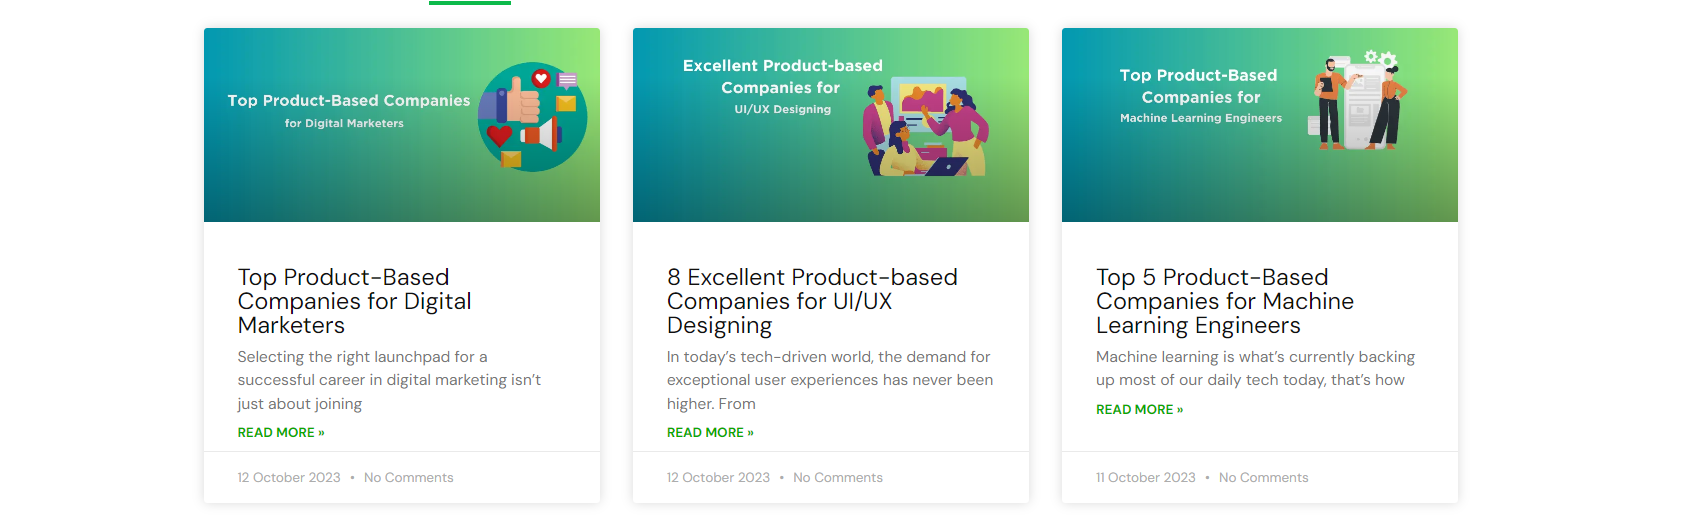 Top Product-Based Companies
for Digital Marketers
Top Product-Based
Companies for Digital
Marketers
Selecting the right launchpad for a
successful career in digital marketing isn't
just about joining
READ MORE »
12 October 2023 • No Comments
Excellent Product-based
Companies for
UI/UX Designing
8 Excellent Product-based
Companies for UI/UX
Designing
In today's tech-driven world, the demand for
exceptional user experiences has never been
higher. From
READ MORE »
12 October 2023 • No Comments
Top Product-Based
Companies for
Machine Learning Engineers
Top 5 Product-Based
Companies for Machine
Learning Engineers
Machine learning is what's currently backing
up most of our daily tech today, that's how
READ MORE »
11 October 2023 • No Comments